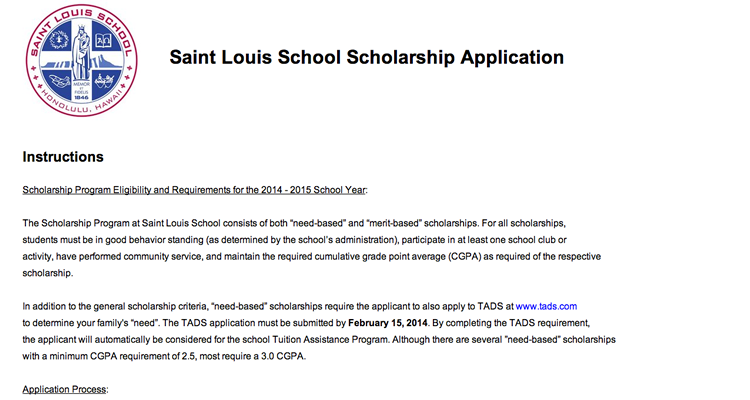 SAINT LOUIS SCHOOL
MEMOR
ET
FIDELIS
1846
HONOLULU, HAWAII
Saint Louis School Scholarship Application
Instructions
Scholarship Program Eligibility and Requirements for the 2014 - 2015 School Year:
The Scholarship Program at Saint Louis School consists of both “need-based” and “merit-based” scholarships. For all scholarships,
students must be in good behavior standing (as determined by the school’s administration), participate in at least one school club or
activity, have performed community service, and maintain the required cumulative grade point average (CGPA) as required of the respective
scholarship.
In addition to the general scholarship criteria, “need-based” scholarships require the applicant to also apply to TADS at www.tads.com
to determine your family's “need”. The TADS application must be submitted by February 15, 2014. By completing the TADS requirement,
the applicant will automatically be considered for the school Tuition Assistance Program. Although there are several ”need-based” scholarships
with a minimum CGPA requirement of 2.5, most require a 3.0 CGPA.
Application Process: